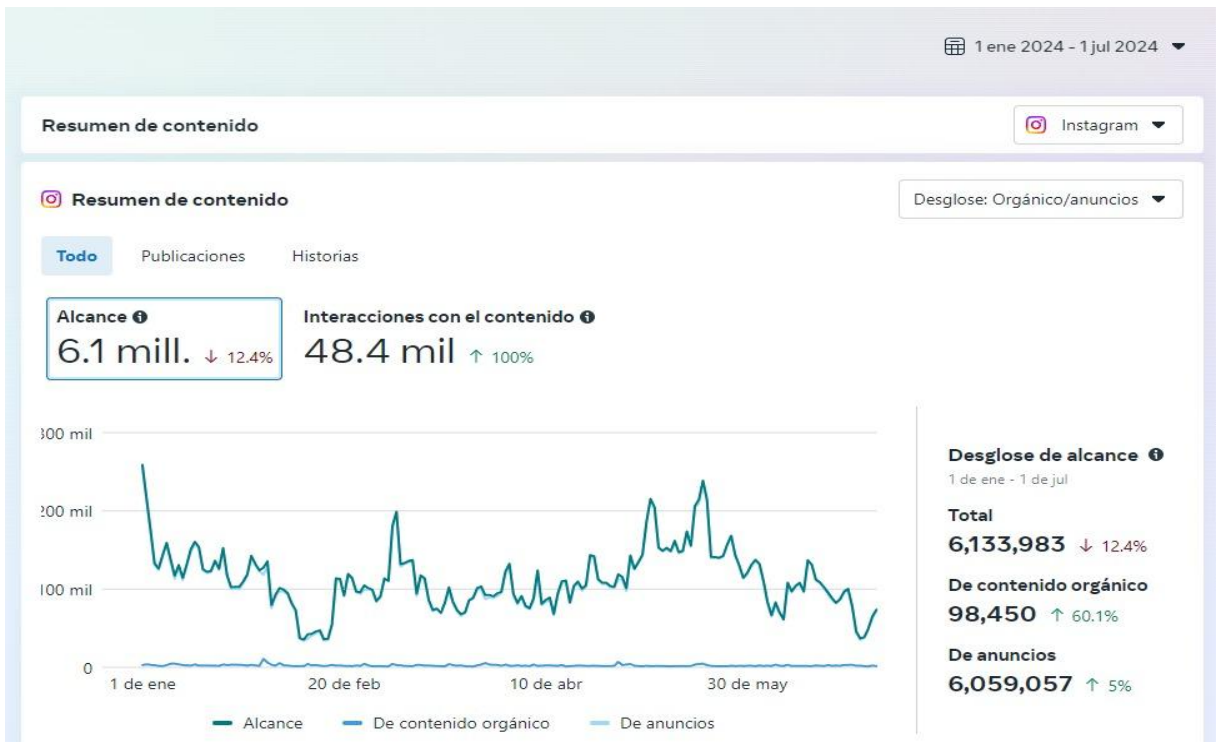 1 ene 2024 - 1 jul 2024
Resumen de contenido
Instagram
Resumen de contenido
Desglose: Orgánico/anuncios
Todo Publicaciones Historias
Alcance Interacciones con el contenido
6.1 mill. ↓ 12.4% 48.4 mil ↑ 100%
300 mil
200 mil
100 mil
0
1 de ene 20 de feb 10 de abr 30 de may
Alcance De contenido orgánico De anuncios
Desglose de alcance
1 de ene - 1 de jul
Total
6,133,983 ↓ 12.4%
De contenido orgánico
98,450 ↑ 60.1%
De anuncios
6,059,057 ↑ 5%